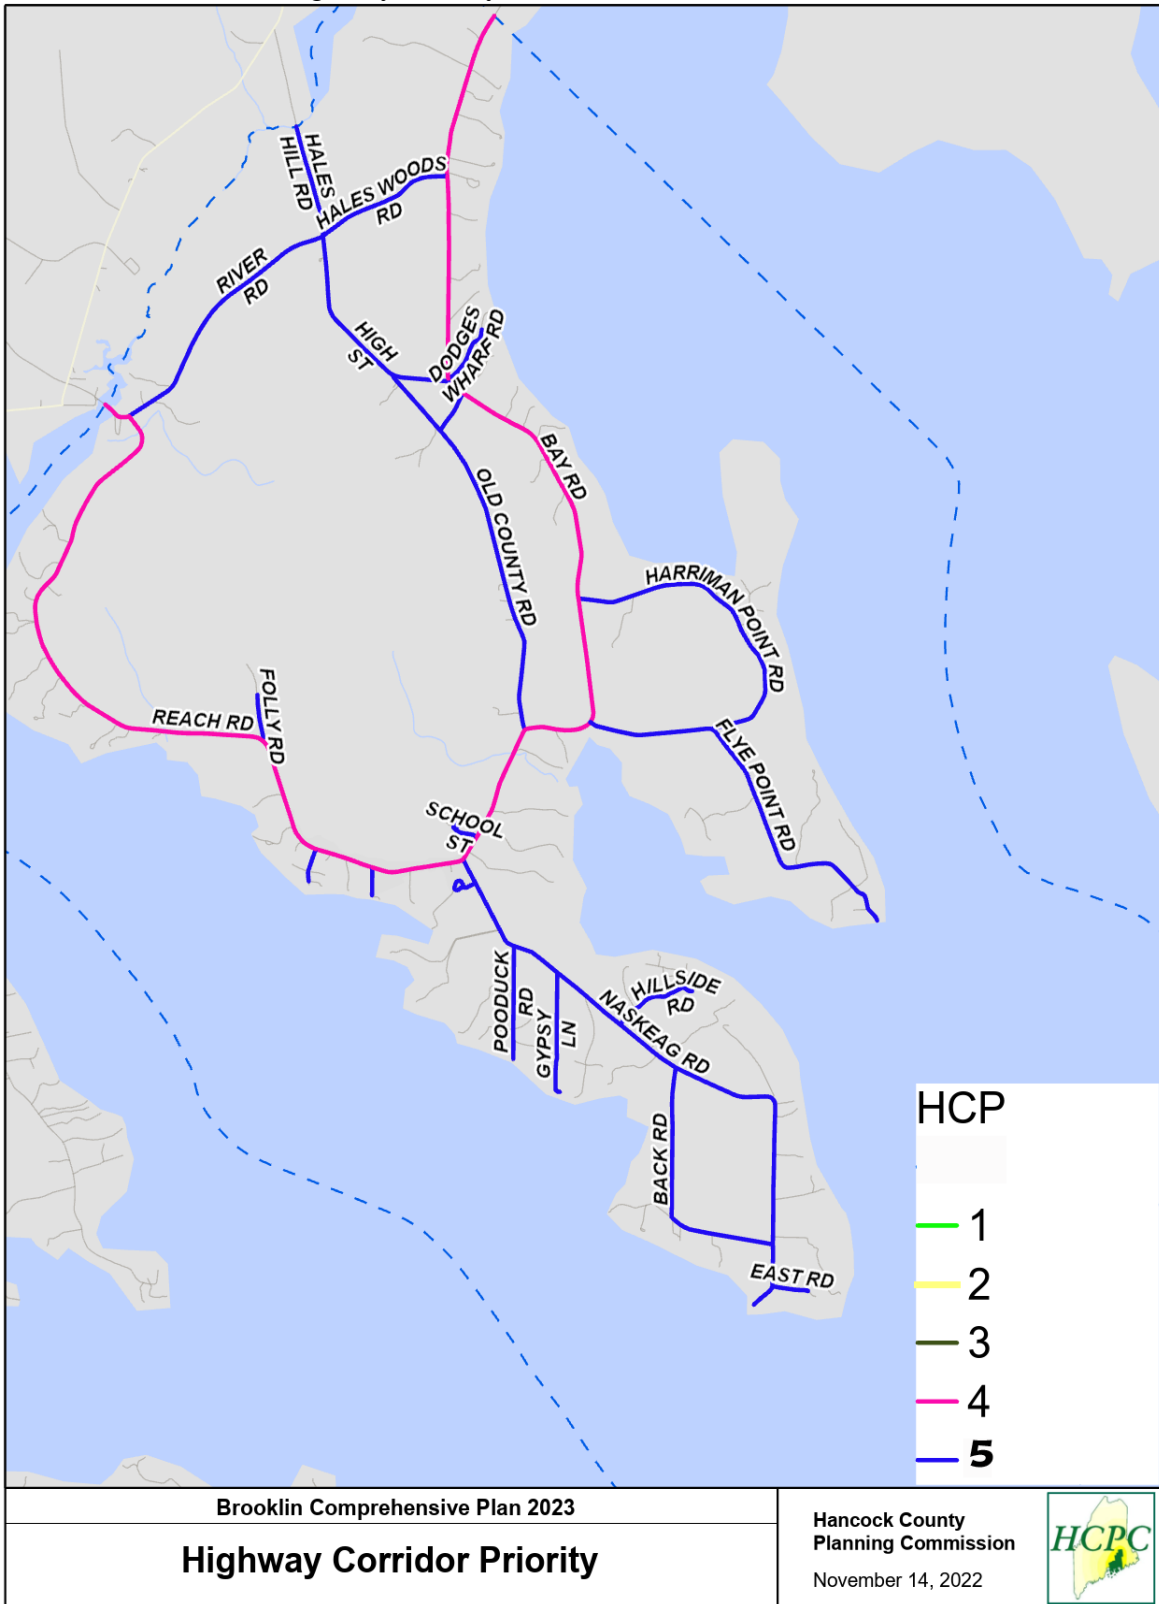 HALES
HILL RD
HALES WOODS
RD
RIVER
RD
HIGH
ST
DODGES
WHARF RD
BAY RD
OLD COUNTY RD
HARRIMAN POINT RD
FOLLY RD
REACH RD
FLYE POINT RD
SCHOOL
ST
POODUCK
RD
GYPSY
LN
HILLSIDE
RD
NASKEAG RD
BACK RD
EAST RD
HCP
1
2
3
4
5
Brooklin Comprehensive Plan 2023
Highway Corridor Priority
Hancock County
Planning Commission
November 14, 2022
HCPC